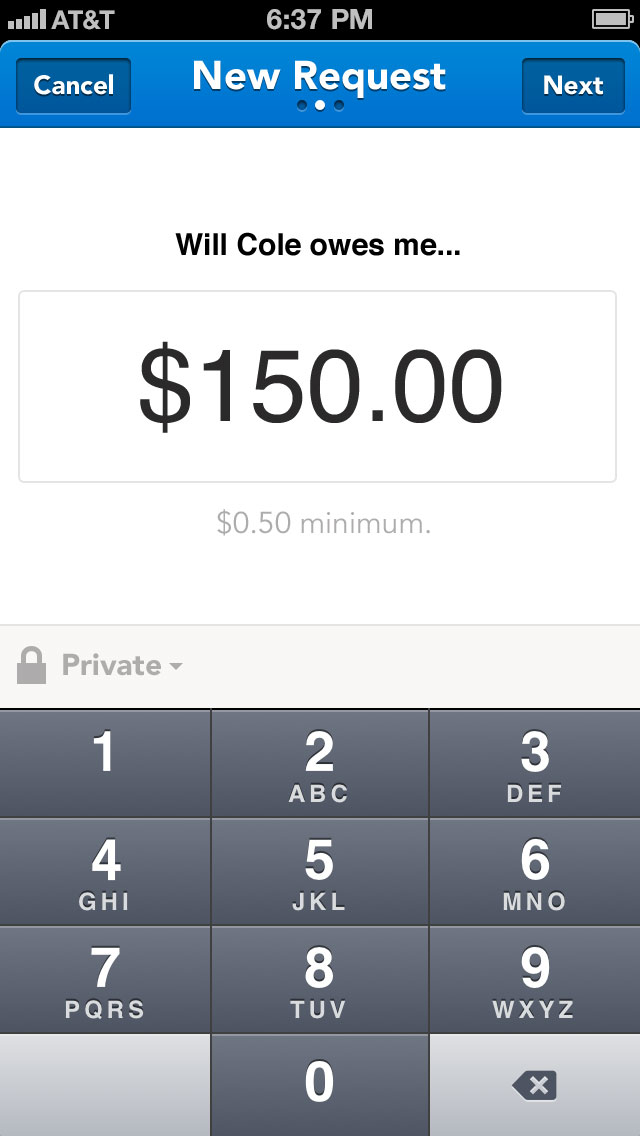 AT&T 6:37 PM
Cancel New Request Next
Will Cole owes me...
$150.00
$0.50 minimum.
Private
1 2 3
ABC DEF
4 5 6
GHI JKL MNO
7 8 9
PQRS TUV WXYZ
0